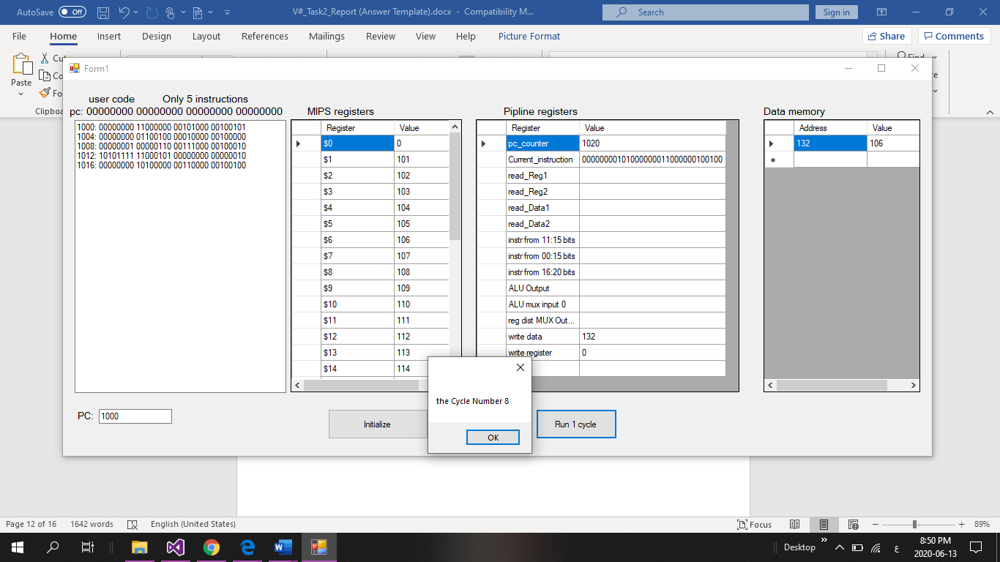 AutoSave Off
V#_Task2_Report (Answer Template).docx - Compatibility M...
Search
Sign in
File Home Insert Design Layout References Mailings Review View Help Picture Format
Share Comments
Paste
Find
Form1
user code Only 5 instructions
pc: 00000000 00000000 00000000 00000000
1000: 00000000 11000000 00101000 00100101
1004: 00000000 01100100 00010000 00100000
1008: 00000001 00000110 00111000 00100010
1012: 10101111 11000101 00000000 00000010
1016: 00000000 10100000 00110000 00100100
MIPS registers
Register Value
$0 0
$1 101
$2 102
$3 103
$4 104
$5 105
$6 106
$7 107
$8 108
$9 109
$10 110
$11 111
$12 112
$13 113
$14 114
Pipline registers
Register Value
pc_counter 1020
Current_instruction 00000000101000000011000000100100
read_Reg1
read_Reg2
read_Data1
read_Data2
instr from 11:15 bits
instr from 00:15 bits
instr from 16:20 bits
ALU Output
ALU mux input 0
reg dist MUX Out...
write data 132
write register 0
Data memory
Address Value
132 106
PC: 1000
Initialize
the Cycle Number 8
OK
Run 1 cycle
Page 12 of 16 1642 words English (United States)
Focus
89%
Desktop
ع
8:50 PM
2020-06-13